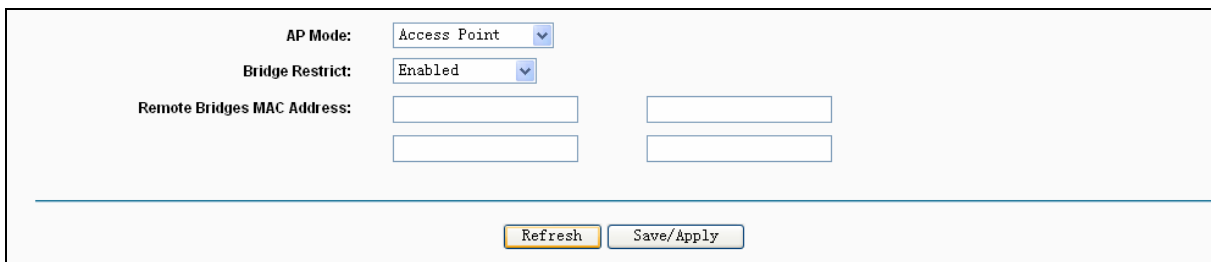 AP Mode: Access Point
Bridge Restrict: Enabled
Remote Bridges MAC Address:
Refresh Save/Apply